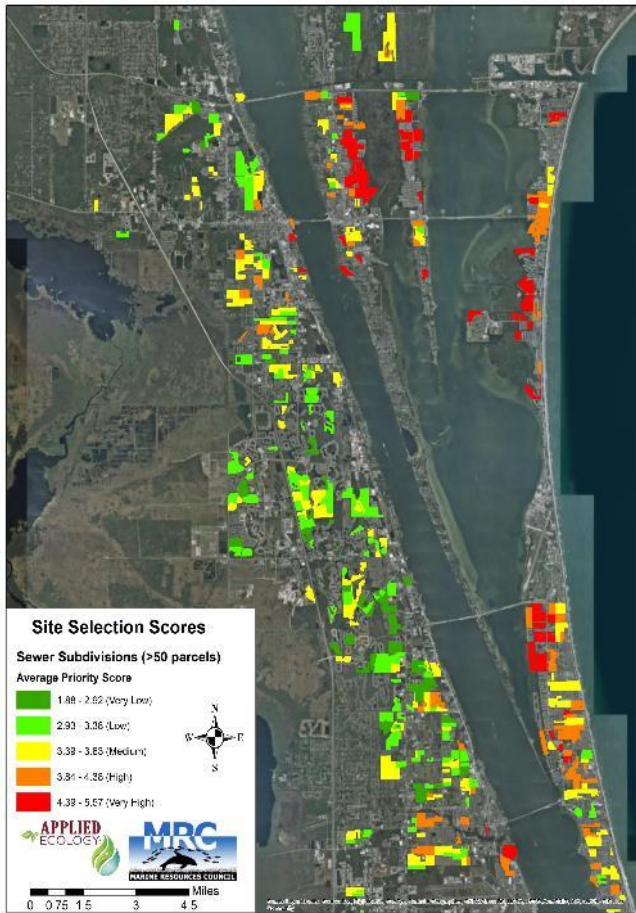 Site Selection Scores
Sewer Subdivisions (>50 parcels)
Average Priority Score
1.88 - 2.92 (Very Low)
2.93 - 3.38 (Low)
3.39 - 3.83 (Medium)
3.84 - 4.38 (High)
4.39 - 5.57 (Very High)
N
W
E
S
APPLIED
ECOLOGY
MRC
MARINE RESOURCES COUNCIL
Miles
0 0.75 1.5 3 4.5